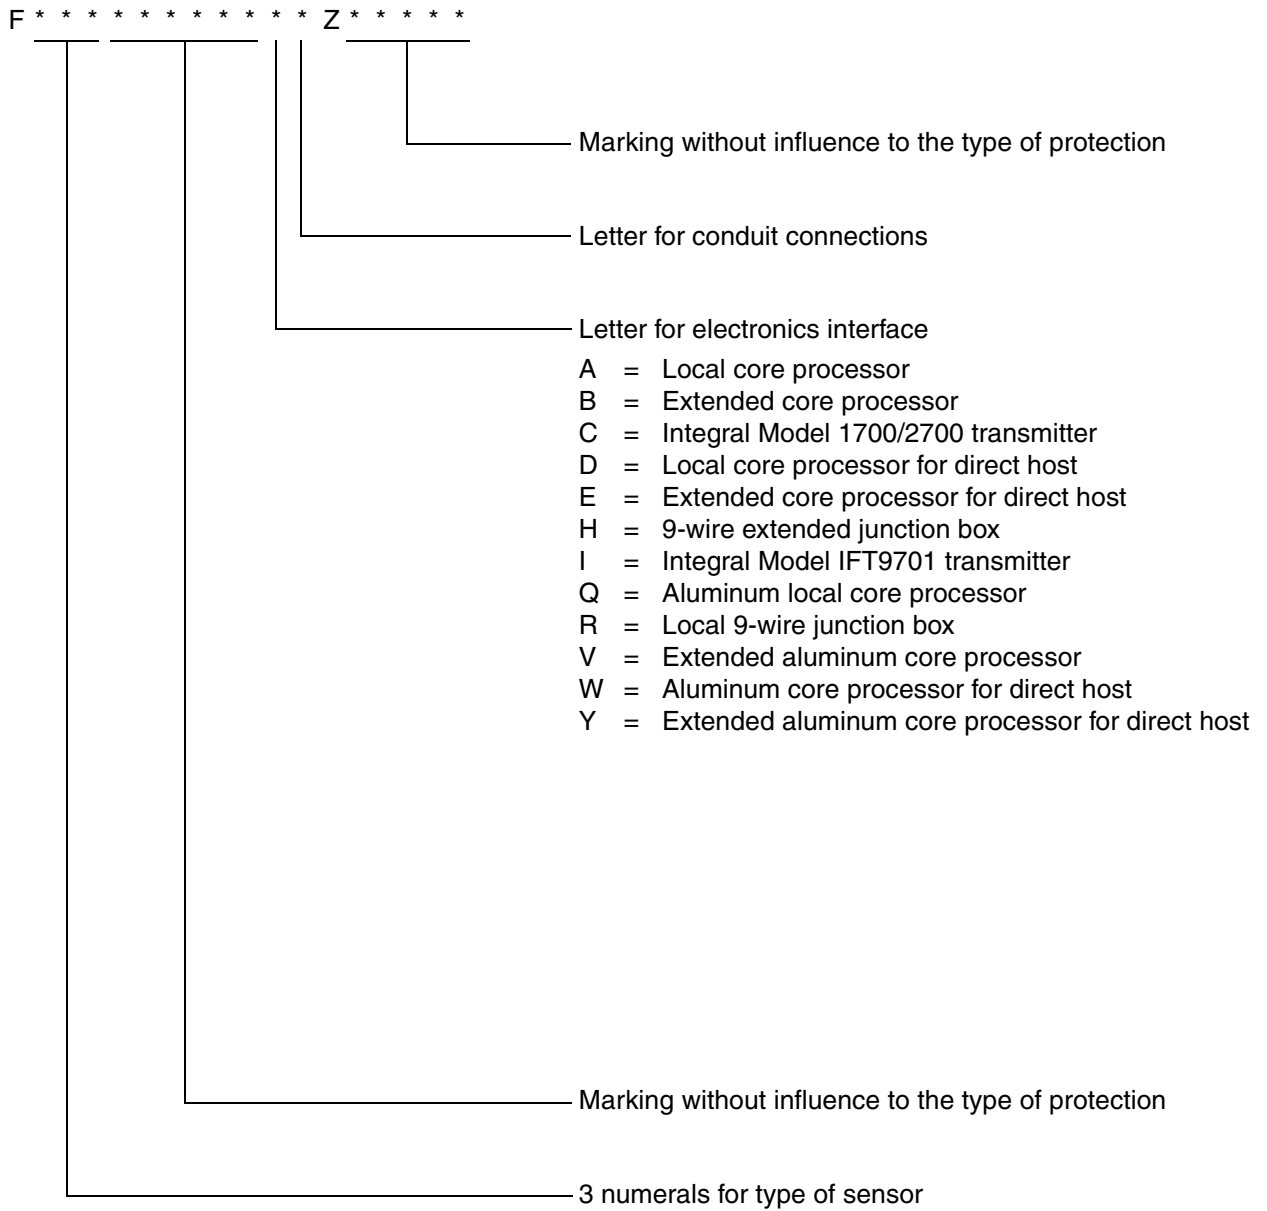 F * * * * * * * * * * * Z * * * * *
Marking without influence to the type of protection
Letter for conduit connections
Letter for electronics interface
A = Local core processor
B = Extended core processor
C = Integral Model 1700/2700 transmitter
D = Local core processor for direct host
E = Extended core processor for direct host
H = 9-wire extended junction box
I = Integral Model IFT9701 transmitter
Q = Aluminum local core processor
R = Local 9-wire junction box
V = Extended aluminum core processor
W = Aluminum core processor for direct host
Y = Extended aluminum core processor for direct host
Marking without influence to the type of protection
3 numerals for type of sensor